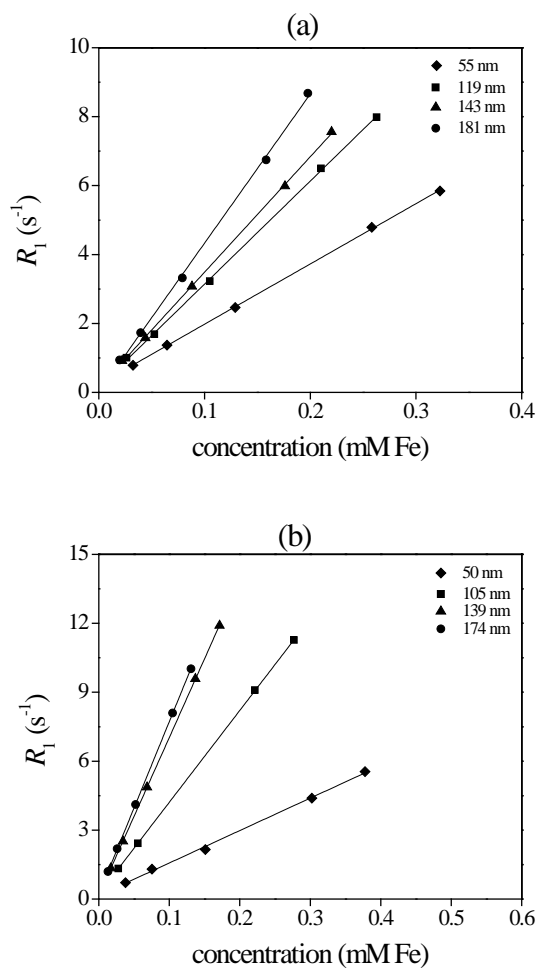 (a)
10
8
6
4
2
0
R₁ (s⁻¹)
55 nm
119 nm
143 nm
181 nm
0.0 0.1 0.2 0.3 0.4
concentration (mM Fe)
(b)
15
12
9
6
3
0
R₁ (s⁻¹)
50 nm
105 nm
139 nm
174 nm
0.0 0.1 0.2 0.3 0.4 0.5 0.6
concentration (mM Fe)